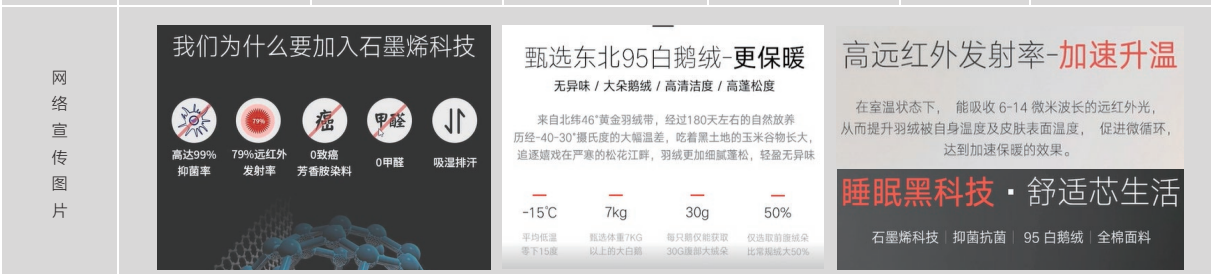 网
络
宣
传
图
片
我们为什么要加入石墨烯科技
79%
癌
甲醛
高达99%
抑菌率
79%远红外
发射率
0致癌
芳香胺染料
0甲醛
吸湿排汗
甄选东北95白鹅绒-更保暖
无异味 / 大朵鹅绒 / 高清洁度 / 高蓬松度
来自北纬46°黄金羽绒带，经过180天左右的自然放养
历经-40-30°摄氏度的大幅温差，吃着黑土地的玉米谷物长大，
追逐嬉戏在严寒的松花江畔，羽绒更加细腻蓬松，轻盈无异味
-15℃
7kg
30g
50%
平均低温
零下15度
甄选体重7KG
以上的大白鹅
每只鹅仅能获取
30G腹部大绒朵
仅选取前腹绒朵
比常规绒大50%
高远红外发射率-加速升温
在室温状态下， 能吸收 6-14 微米波长的远红外光，
从而提升羽绒被自身温度及皮肤表面温度， 促进微循环，
达到加速保暖的效果。
睡眠黑科技·舒适芯生活
石墨烯科技 | 抑菌抗菌 | 95 白鹅绒 | 全棉面料